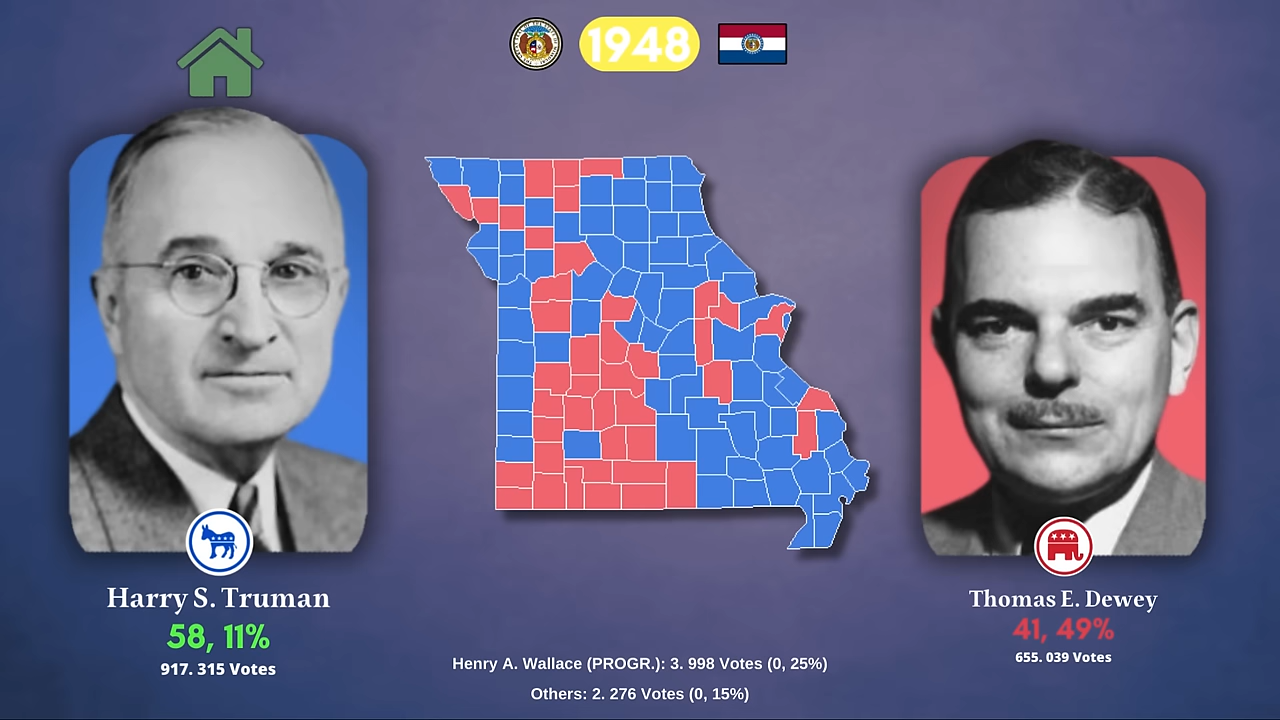 1948
Harry S. Truman
58, 11%
917. 315 Votes
Thomas E. Dewey
41, 49%
655. 039 Votes
Henry A. Wallace (PROGR.): 3. 998 Votes (0, 25%)
Others: 2. 276 Votes (0, 15%)